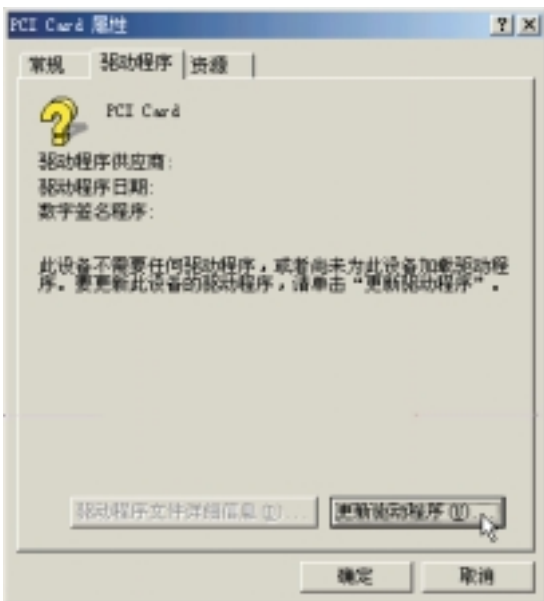 PCI Card 属性
常规 驱动程序 资源
PCI Card
驱动程序供应商:
驱动程序日期:
数字签名程序:
此设备不需要任何驱动程序，或者尚未为此设备加载驱动程
序。要更新此设备的驱动程序，请单击“更新驱动程序”.
驱动程序文件详细信息(D)...
更新驱动程序(U)...
确定 取消